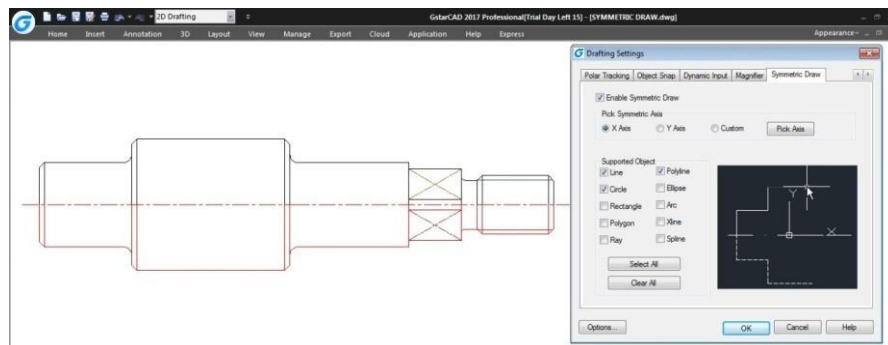 2D Drafting
GstarCAD 2017 Professional[Trial Day Left 15] - [SYMMETRIC DRAW.dwg]
Home Insert Annotation 3D Layout View Manage Export Cloud Application Help Express Appearance
Drafting Settings
Polar Tracking Object Snap Dynamic Input Magnifier Symmetric Draw
Enable Symmetric Draw
Pick Symmetric Axis
X Axis Y Axis Custom Pick Axis
Supported Object
Line Polyline
Circle Ellipse
Rectangle Arc
Polygon Xline
Ray Spline
Select All
Clear All
Y
X
Options... OK Cancel Help